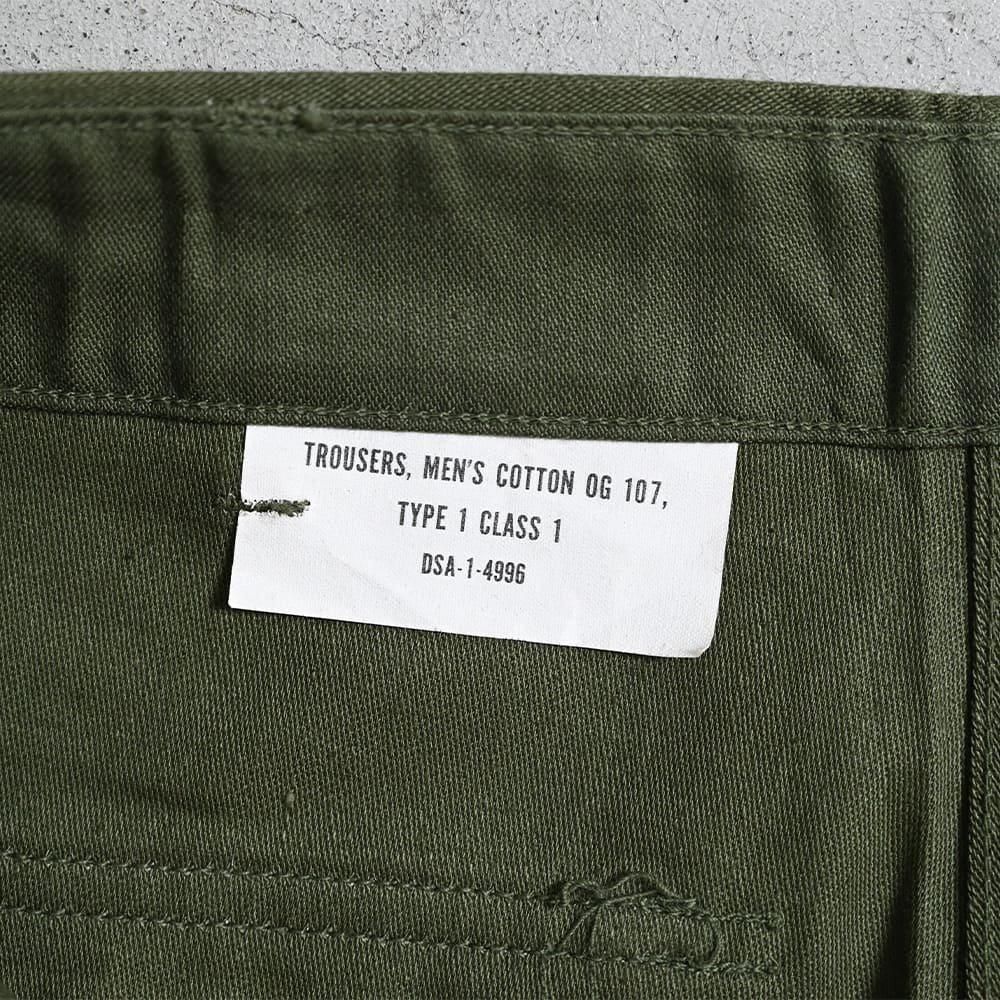 TROUSERS, MEN'S COTTON OG 107,
TYPE 1 CLASS 1
DSA-1-4996